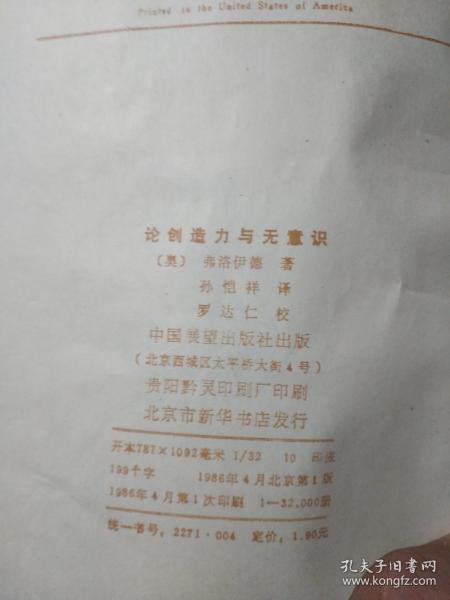 Printed in the United States of America
论创造力与无意识
〔奥〕 弗洛伊德 著
孙恺祥 译
罗达仁 校
中国展望出版社出版
（北京西城区太平桥大街4号）
贵阳黔灵印刷厂印刷
北京市新华书店发行
开本787×1092毫米 1/32 10 印张
199千字 1986年4月北京第1版
1986年4月第1次印刷 1—32,000册
统一书号：2271·004 定价：1.90元
孔夫子旧书网
www.kongfz.com